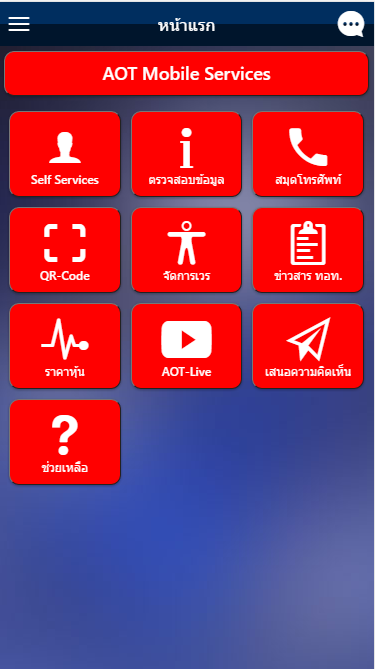 หน้าแรก
AOT Mobile Services
Self Services
ตรวจสอบข้อมูล
สมุดโทรศัพท์
QR-Code
จัดการเวร
ข่าวสาร ทอท.
ราคาหุ้น
AOT-Live
เสนอความคิดเห็น
ช่วยเหลือ